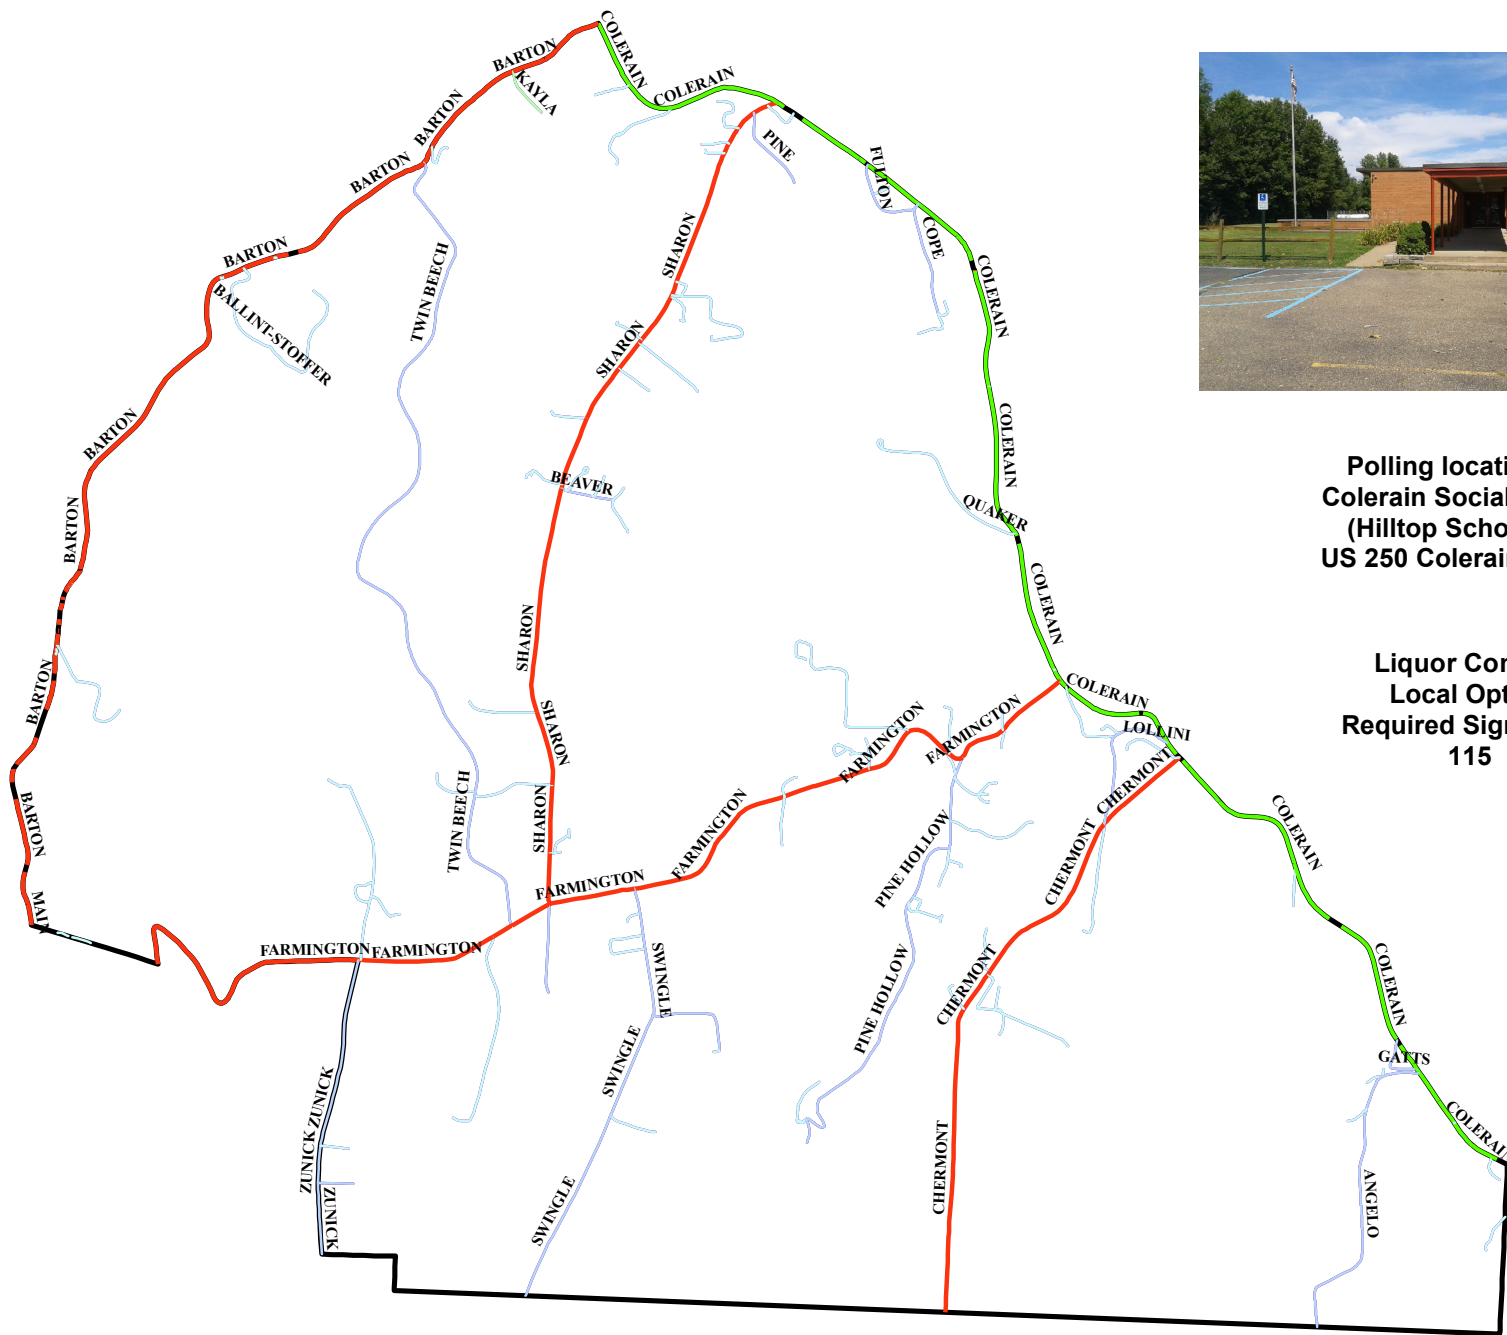 COLERAIN
BARTON
KAYLA
COLERAIN
BARTON
PINE
FULTON
BARTON
COPE
SHARON
BARTON
COLERAIN
TWIN BEECH
BALLINT-STOFFER
SHARON
BARTON
COLERAIN
Polling locati
Colerain Social
(Hilltop Scho
US 250 Colerai
BEAVER
QUAKER
BARTON
COLERAIN
SHARON
Liquor Con
Local Opt
Required Sign
115
BARTON
COLERAIN
SHARON
FARMINGTON
FARMINGTON
LOLLINI
CHERMONT
BARTON
TWIN BEECH
SHARON
FARMINGTON
COLERAIN
PINE HOLLOW
CHERMONT
FARMINGTON
MAIN
FARMINGTON
FARMINGTON
SWINGLE
PINE HOLLOW
CHERMONT
COLERAIN
SWINGLE
GATTS
ZUNICK
ZUNICK
COLERAIN
CHERMONT
ZUNICK
SWINGLE
ANGELO